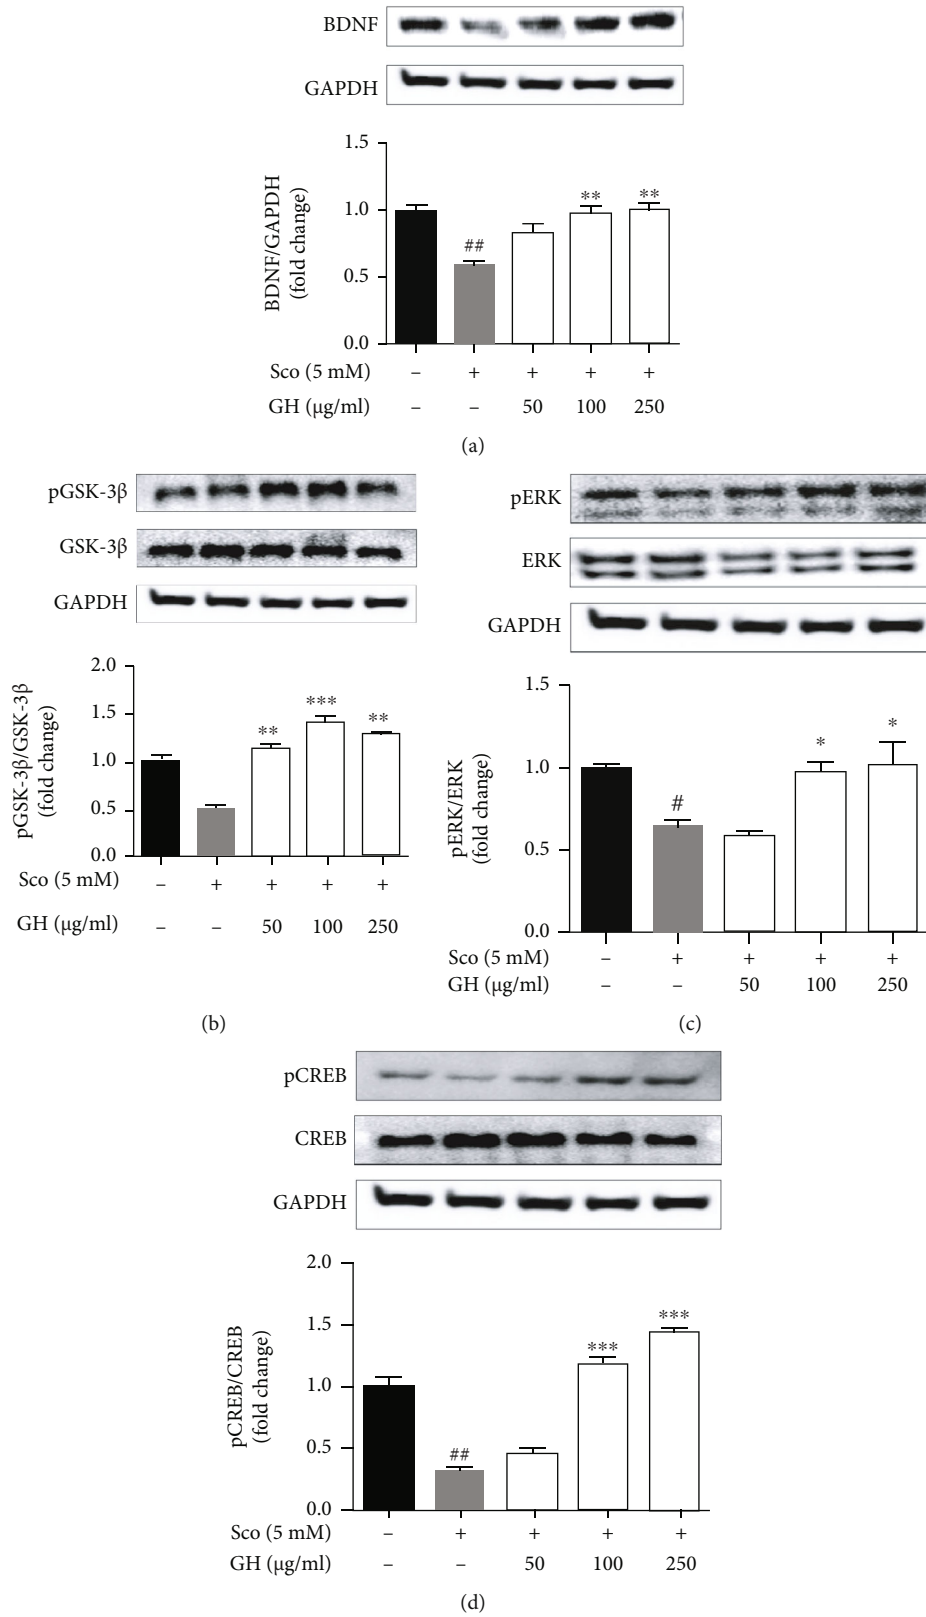 BDNF
GAPDH
BDNF/GAPDH
(fold change)
1.5
1.0
0.5
0.0
##
**
**
Sco (5 mM) – + + + +
GH (μg/ml) – – 50 100 250
(a)
pGSK-3β
GSK-3β
GAPDH
pGSK-3β/GSK-3β
(fold change)
2.0
1.5
1.0
0.5
0.0
**
***
**
Sco (5 mM) – + + + +
GH (μg/ml) – – 50 100 250
(b)
pERK
ERK
GAPDH
pERK/ERK
(fold change)
1.5
1.0
0.5
0.0
#
*
*
Sco (5 mM) – + + + +
GH (μg/ml) – – 50 100 250
(c)
pCREB
CREB
GAPDH
pCREB/CREB
(fold change)
2.0
1.5
1.0
0.5
0.0
##
***
***
Sco (5 mM) – + + + +
GH (μg/ml) – – 50 100 250
(d)